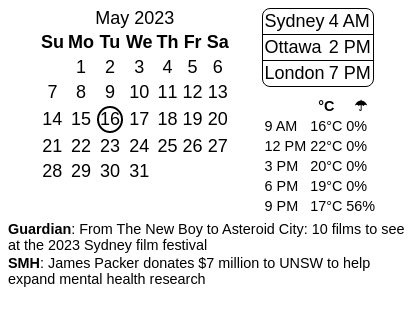 May 2023
Su Mo Tu We Th Fr Sa
1 2 3 4 5 6
7 8 9 10 11 12 13
14 15 16 17 18 19 20
21 22 23 24 25 26 27
28 29 30 31
Sydney 4 AM
Ottawa 2 PM
London 7 PM
°C ☂
9 AM 16°C 0%
12 PM 22°C 0%
3 PM 20°C 0%
6 PM 19°C 0%
9 PM 17°C 56%
Guardian: From The New Boy to Asteroid City: 10 films to see
at the 2023 Sydney film festival
SMH: James Packer donates $7 million to UNSW to help
expand mental health research